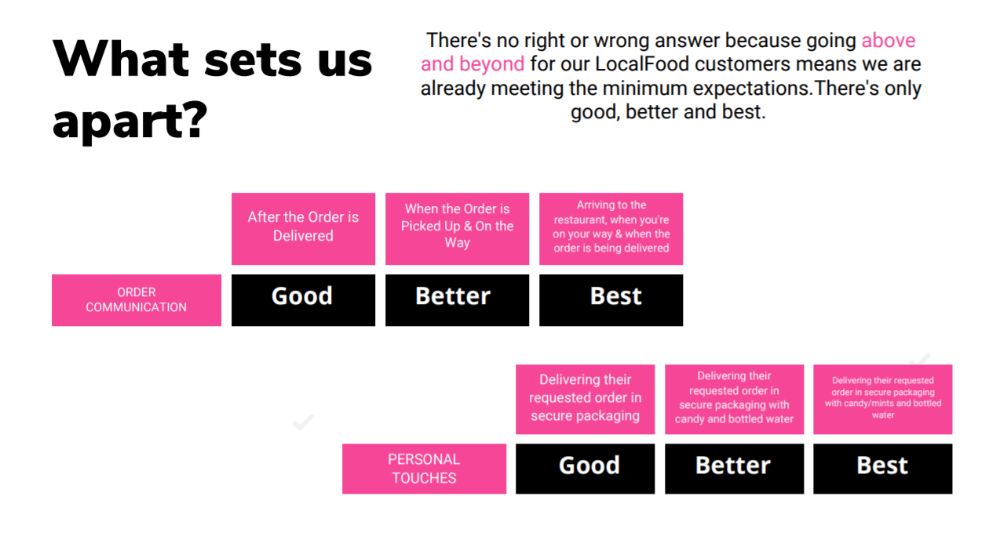 What sets us
apart?
There's no right or wrong answer because going above
and beyond for our LocalFood customers means we are
already meeting the minimum expectations.There's only
good, better and best.
After the Order is
Delivered
When the Order is
Picked Up & On the
Way
Arriving to the
restaurant, when you're
on your way & when the
order is being delivered
ORDER
COMMUNICATION
Good
Better
Best
Delivering their
requested order in
secure packaging
Delivering their
requested order in
secure packaging with
candy and bottled water
Delivering their requested
order in secure packaging
with candy/mints and bottled
water
PERSONAL
TOUCHES
Good
Better
Best